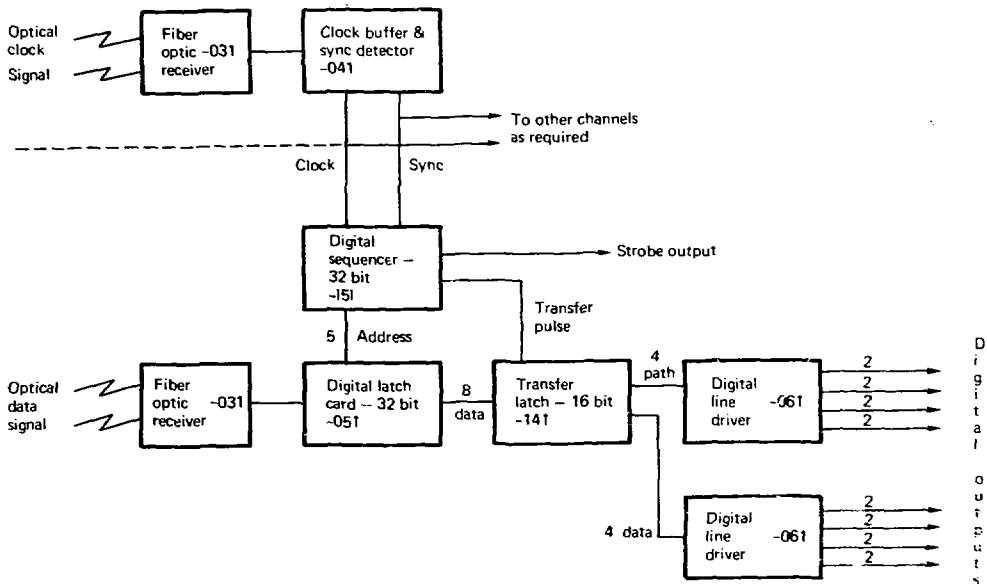 Optical
clock
Signal
Fiber
optic -031
receiver
Clock buffer &
sync detector
-041
To other channels
as required
Clock
Sync
Digital
sequencer —
32 bit
-151
Strobe output
Transfer
pulse
5 Address
Optical
data
signal
Fiber
optic -031
receiver
Digital latch
card — 32 bit
-051
8
data
Transfer
latch — 16 bit
-141
4
path
Digital
line -061
driver
2
2
2
2
4 data
Digital
line -061
driver
2
2
2
2
Digital outputs